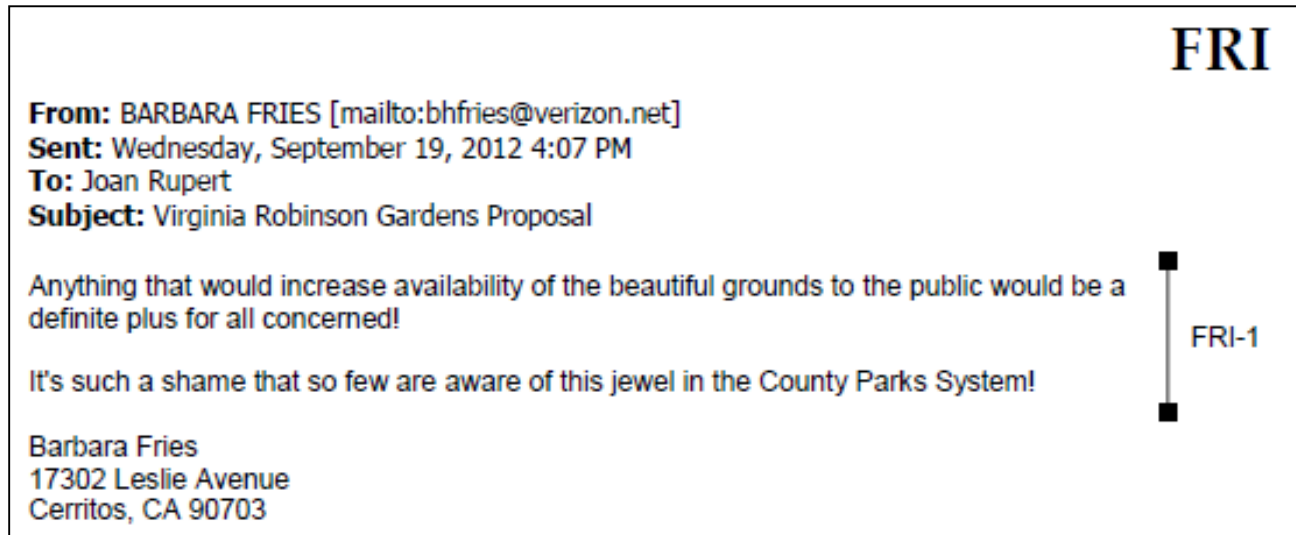 FRI
From: BARBARA FRIES [mailto:bhfries@verizon.net]
Sent: Wednesday, September 19, 2012 4:07 PM
To: Joan Rupert
Subject: Virginia Robinson Gardens Proposal
Anything that would increase availability of the beautiful grounds to the public would be a
definite plus for all concerned!
FRI-1
It's such a shame that so few are aware of this jewel in the County Parks System!
Barbara Fries
17302 Leslie Avenue
Cerritos, CA 90703